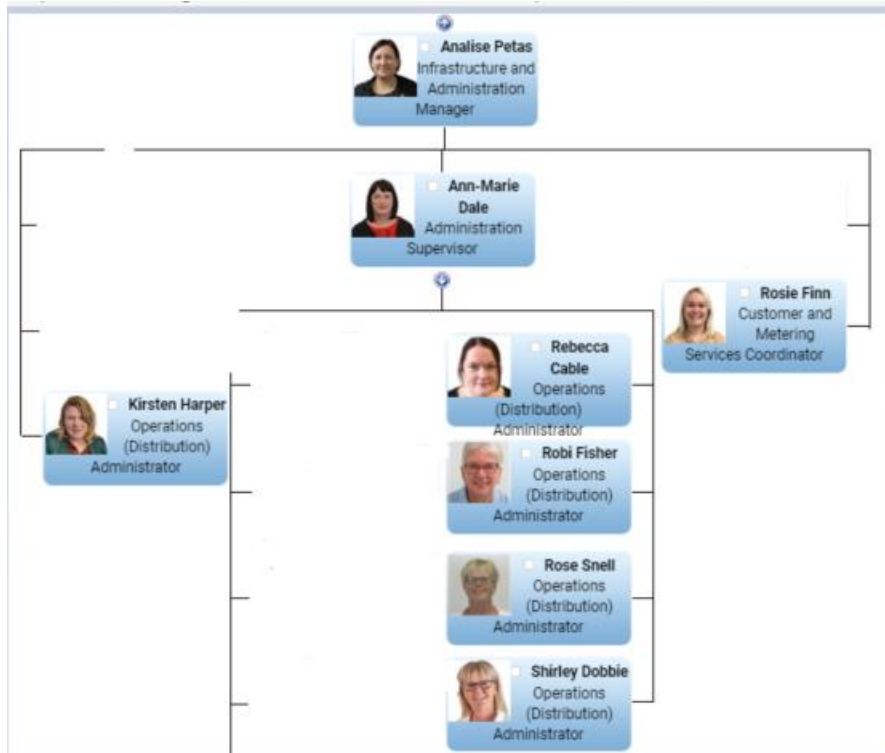 Analise Petas
Infrastructure and
Administration
Manager
Ann-Marie
Dale
Administration
Supervisor
Rosie Finn
Customer and
Metering
Services Coordinator
Rebecca
Cable
Operations
(Distribution)
Administrator
Kirsten Harper
Operations
(Distribution)
Administrator
Robi Fisher
Operations
(Distribution)
Administrator
Rose Snell
Operations
(Distribution)
Administrator
Shirley Dobbie
Operations
(Distribution)
Administrator